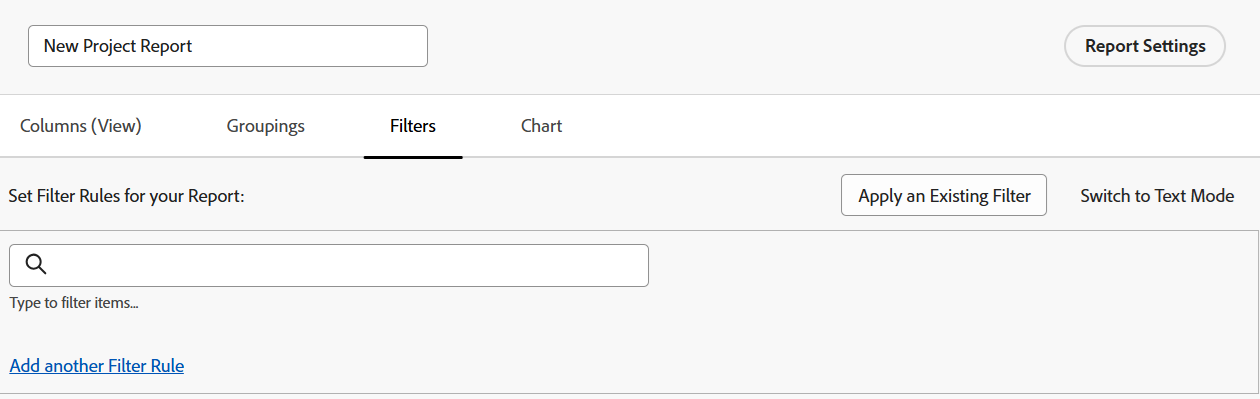 New Project Report
Report Settings
Columns (View) Groupings Filters Chart
Set Filter Rules for your Report: Apply an Existing Filter Switch to Text Mode
Type to filter items...
Add another Filter Rule